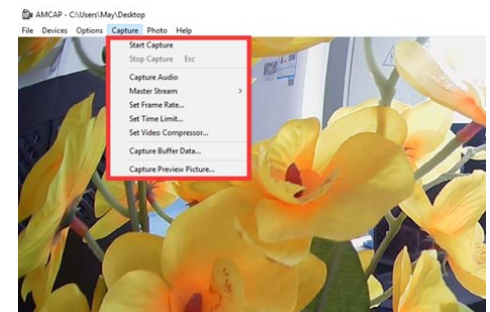 AMCAP - C:\Users\May\Desktop
File Devices Options Capture Photo Help
Start Capture
Stop Capture Esc
Capture Audio
Master Stream >
Set Frame Rate...
Set Time Limit...
Set Video Compressor...
Capture Buffer Data...
Capture Preview Picture...